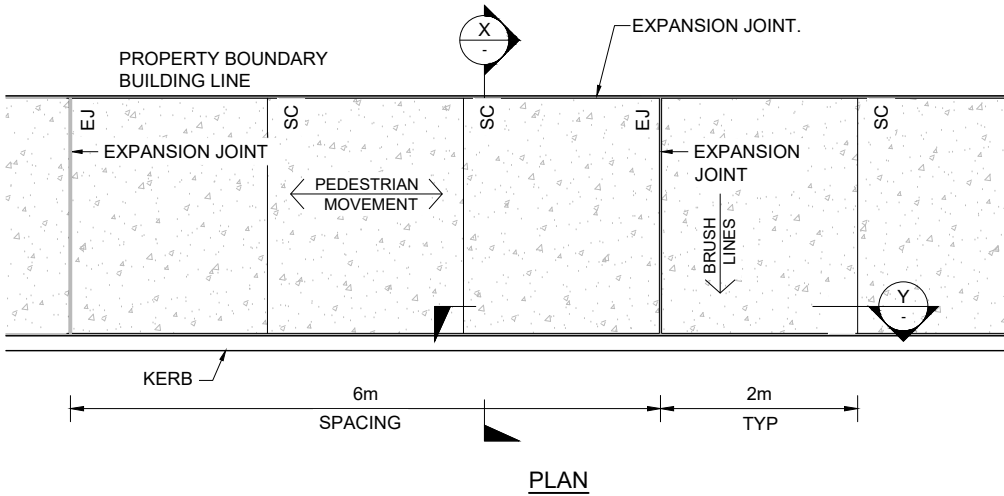 X
-
EXPANSION JOINT.
PROPERTY BOUNDARY
BUILDING LINE
EJ
SC
SC
EJ
SC
EXPANSION JOINT
EXPANSION
JOINT
PEDESTRIAN
MOVEMENT
BRUSH
LINES
Y
-
KERB
6m
SPACING
2m
TYP
PLAN